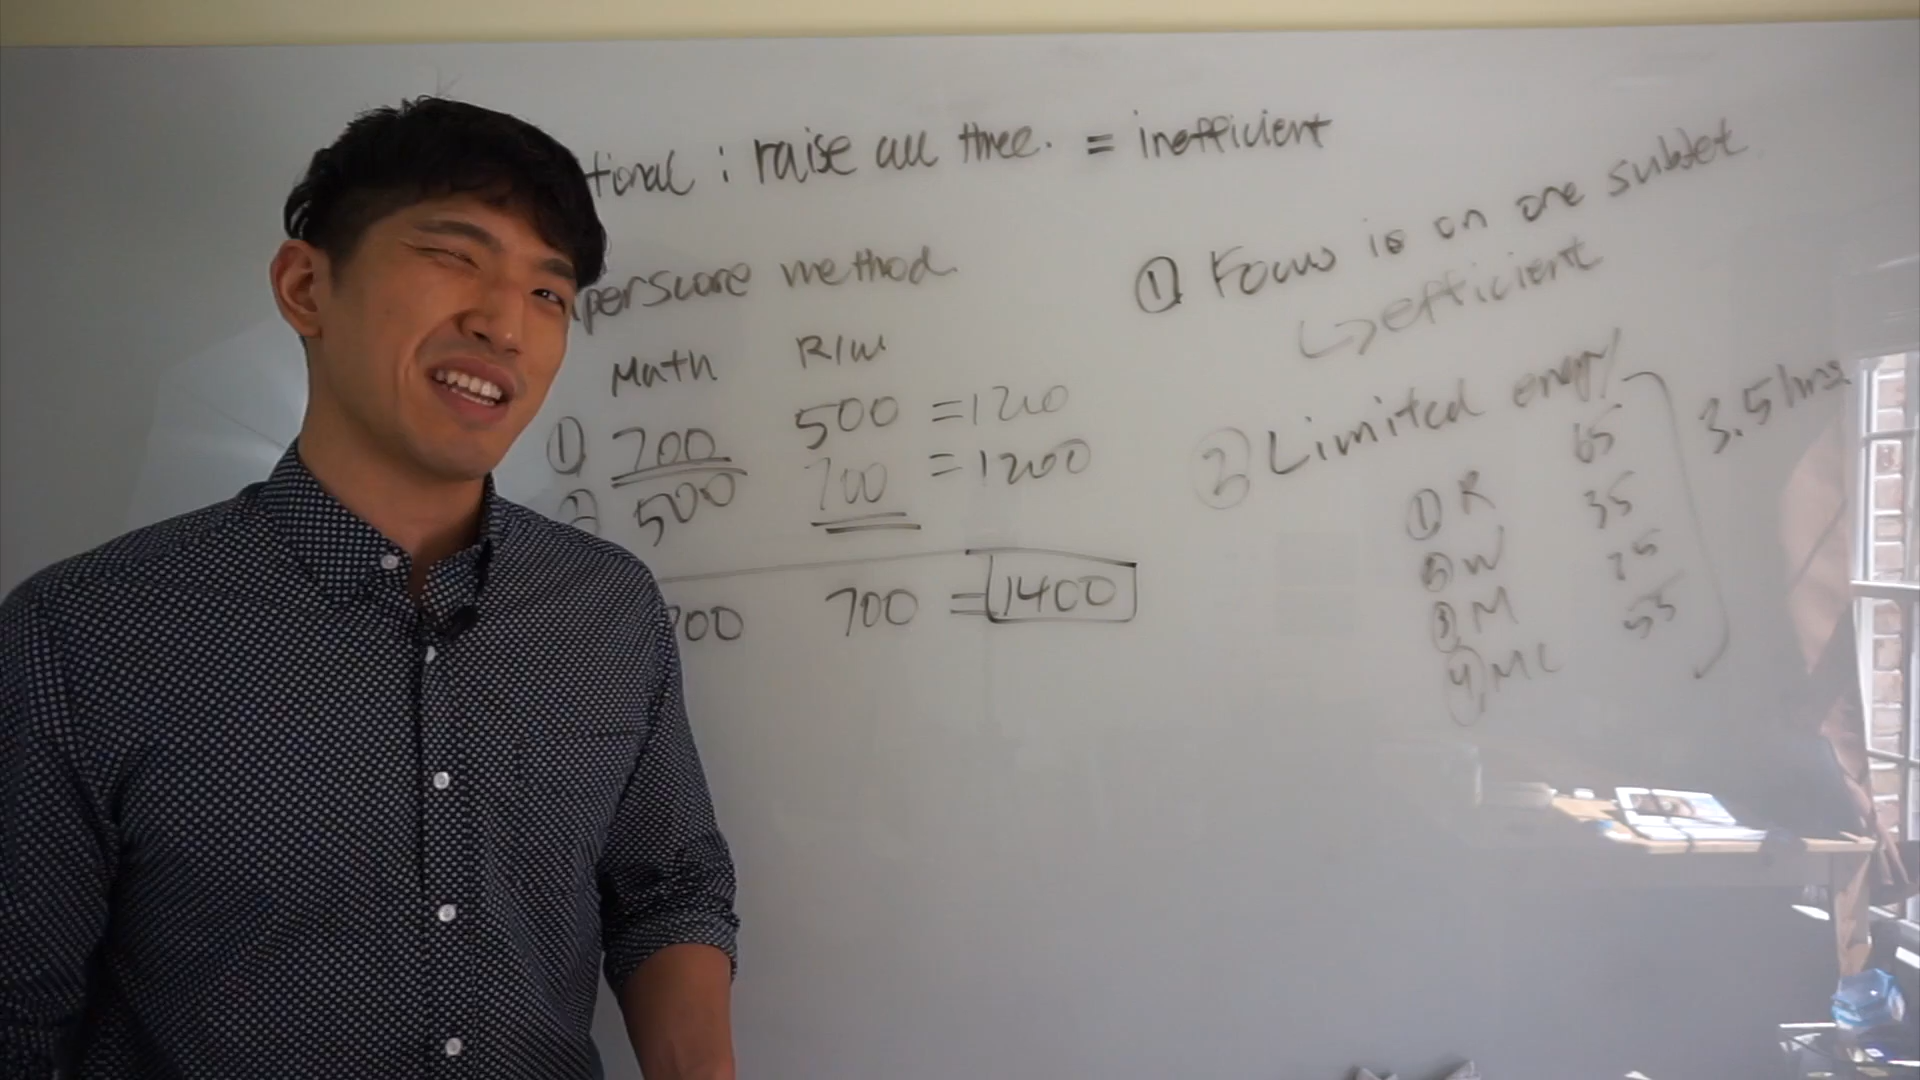 tional : raise all three. = inefficient
perscore method
Math R/W
① 700 500 = 1200
② 500 700 = 1200
700 700 = 1400
① Focus is on one subset
↳ efficient
② Limited energy
① R 65
② W 35
③ M 25
④ MC 55
3.5 hrs